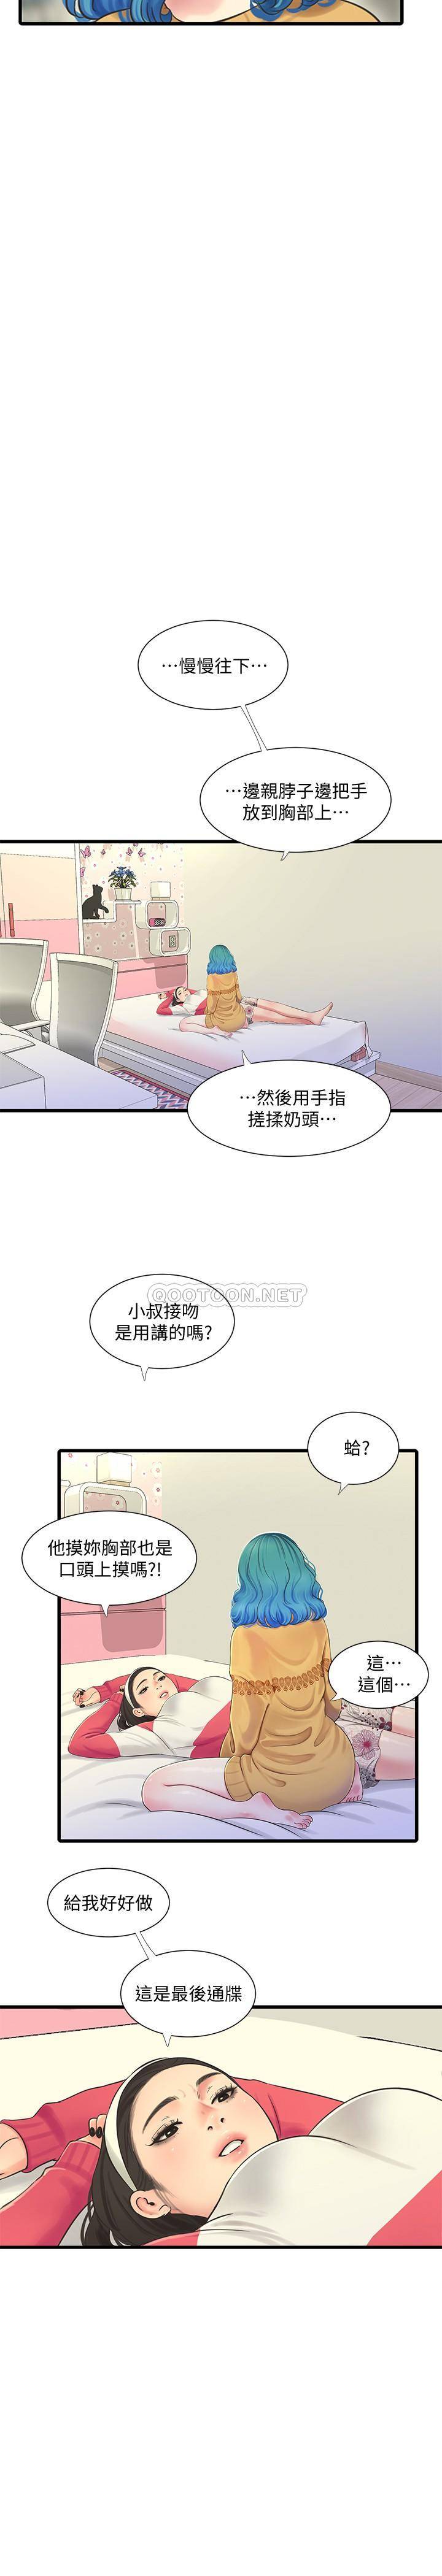 …慢慢往下…
…邊親脖子邊把手
放到胸部上…
…然後用手指
搓揉奶頭…
QOOTOON.NET
小叔接吻
是用講的嗎?
蛤?
他摸妳胸部也是
口頭上摸嗎?!
這…
這個…
給我好好做
這是最後通牒